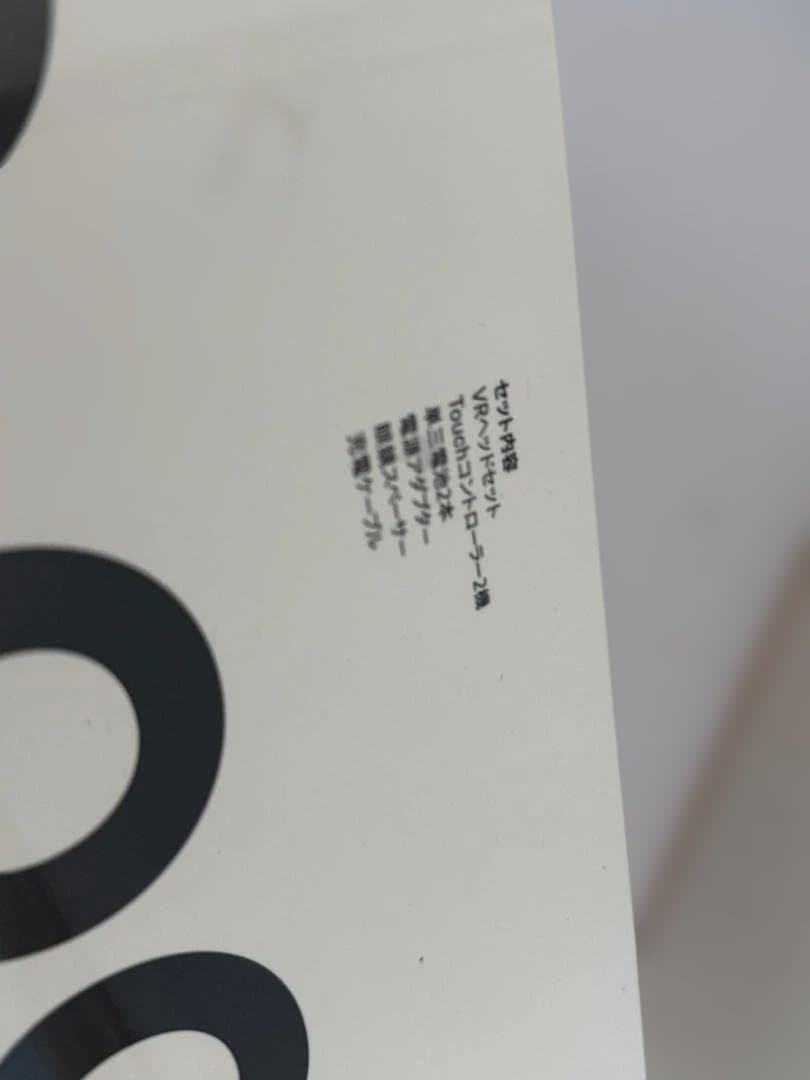 セット内容
VRヘッドセット
Touchコントローラー2機
単三電池2本
電源アダプター
眼鏡スペーサー
充電ケーブル